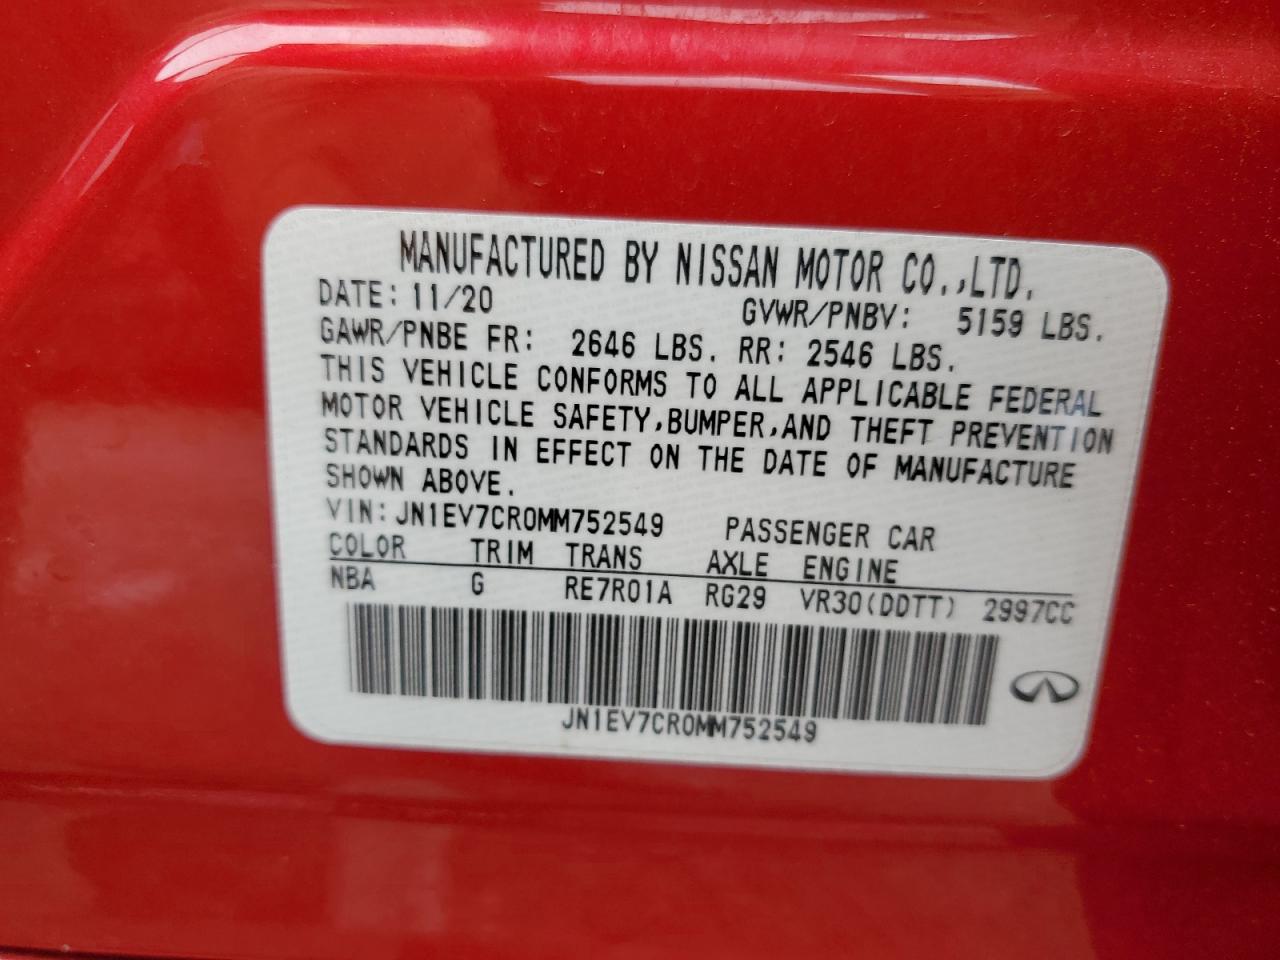 MANUFACTURED BY NISSAN MOTOR CO.,LTD.
DATE: 11/20 GVWR/PNBV: 5159 LBS.
GAWR/PNBE FR: 2646 LBS. RR: 2546 LBS.
THIS VEHICLE CONFORMS TO ALL APPLICABLE FEDERAL
MOTOR VEHICLE SAFETY,BUMPER,AND THEFT PREVENTION
STANDARDS IN EFFECT ON THE DATE OF MANUFACTURE
SHOWN ABOVE.
VIN: JN1EV7CR0MM752549 PASSENGER CAR
COLOR TRIM TRANS AXLE ENGINE
NBA G RE7R01A RG29 VR30(DDTT) 2997CC
JN1EV7CR0MM752549